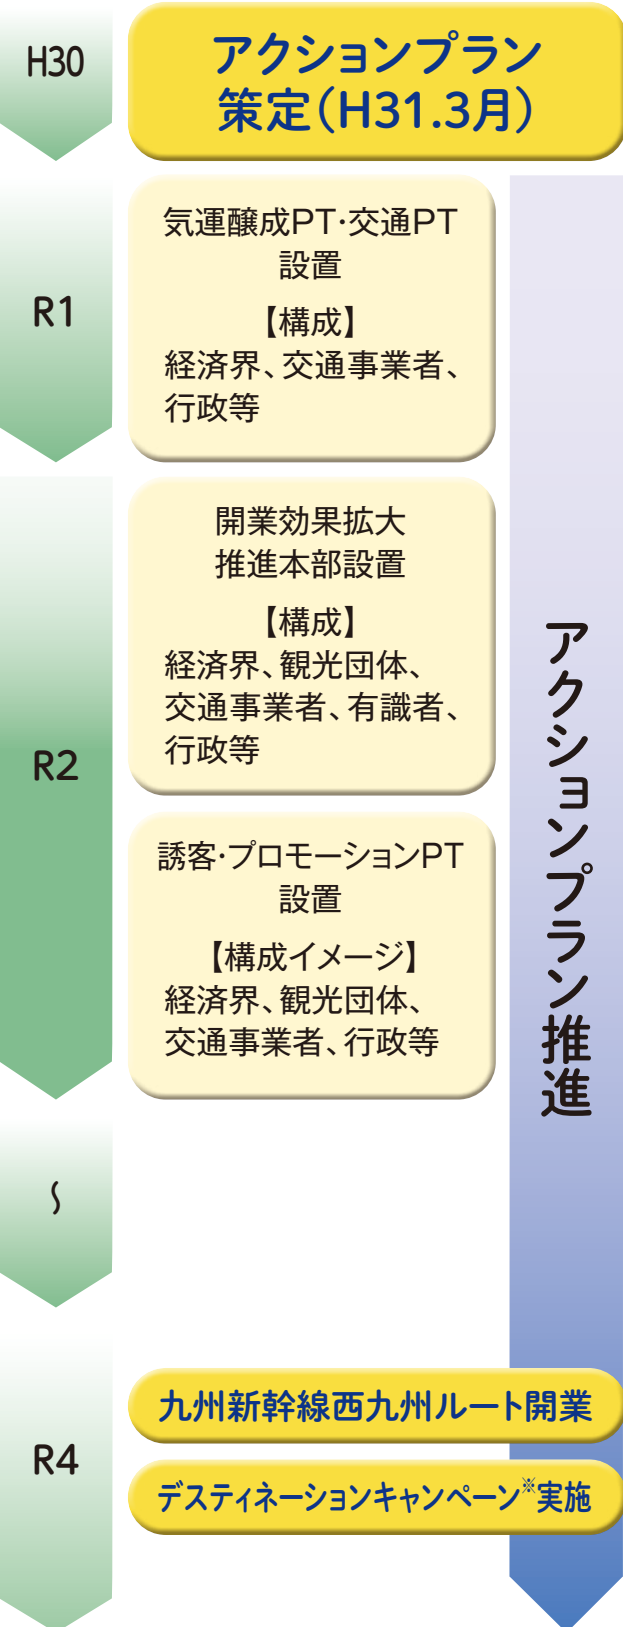 H30
アクションプラン
策定(H31.3月)
R1
気運醸成PT・交通PT
設置
【構成】
経済界、交通事業者、
行政等
R2
開業効果拡大
推進本部設置
【構成】
経済界、観光団体、
交通事業者、有識者、
行政等
誘客・プロモーションPT
設置
【構成イメージ】
経済界、観光団体、
交通事業者、行政等
アクションプラン推進
～
R4
九州新幹線西九州ルート開業
デスティネーションキャンペーン※実施